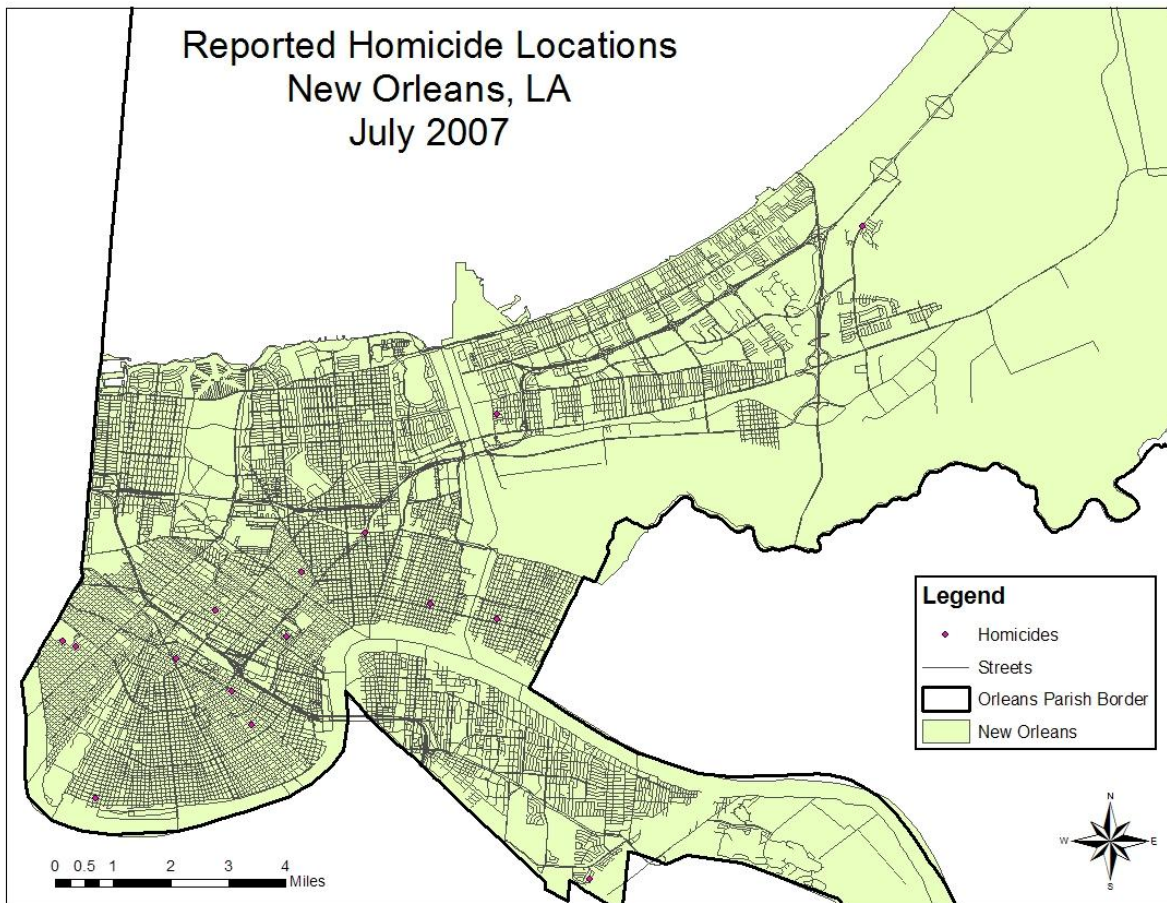 Reported Homicide Locations
New Orleans, LA
July 2007
Legend
Homicides
Streets
Orleans Parish Border
New Orleans
0 0.5 1 2 3 4
Miles
N
W E
S